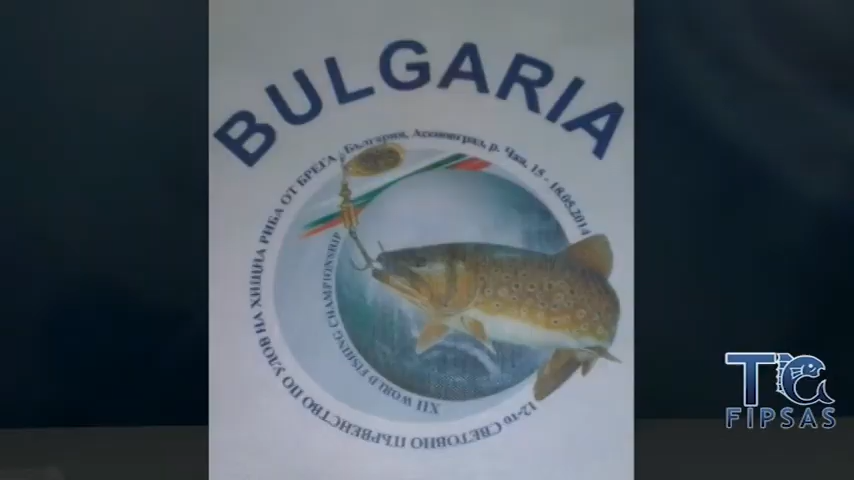 BULGARIA
12-то СВЕТОВНО ПЪРВЕНСТВО ПО УЛОВ НА ХИЩНА РИБА ОТ БРЕГА
България, Асеновград, р. Чая, 15 - 18.05.2014
XII WORLD FISHING CHAMPIONSHIP
TC
FIPSAS